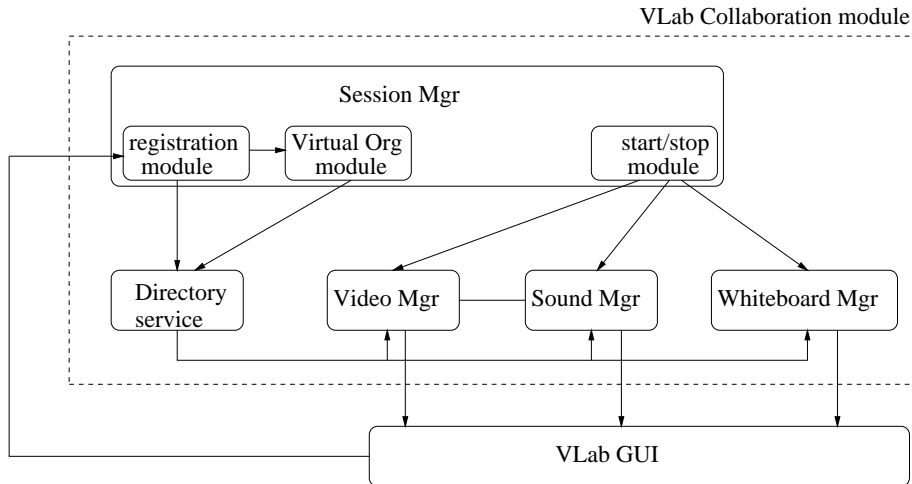 VLab Collaboration module
Session Mgr
registration
module
Virtual Org
module
start/stop
module
Directory
service
Video Mgr
Sound Mgr
Whiteboard Mgr
VLab GUI